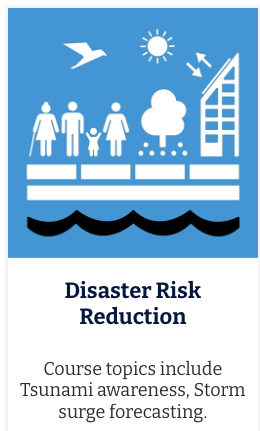 Disaster Risk
Reduction
Course topics include
Tsunami awareness, Storm
surge forecasting.